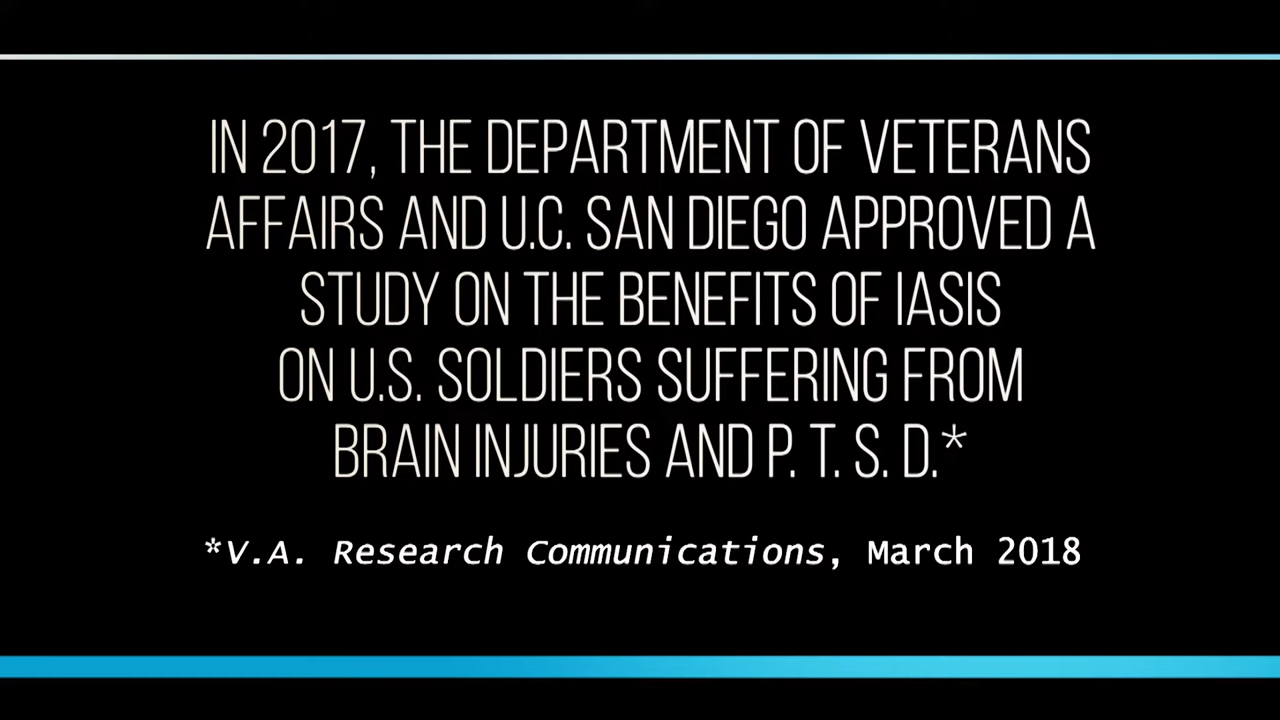 IN 2017, THE DEPARTMENT OF VETERANS
AFFAIRS AND U.C. SAN DIEGO APPROVED A
STUDY ON THE BENEFITS OF IASIS
ON U.S. SOLDIERS SUFFERING FROM
BRAIN INJURIES AND P. T. S. D.*
*V.A. Research Communications, March 2018